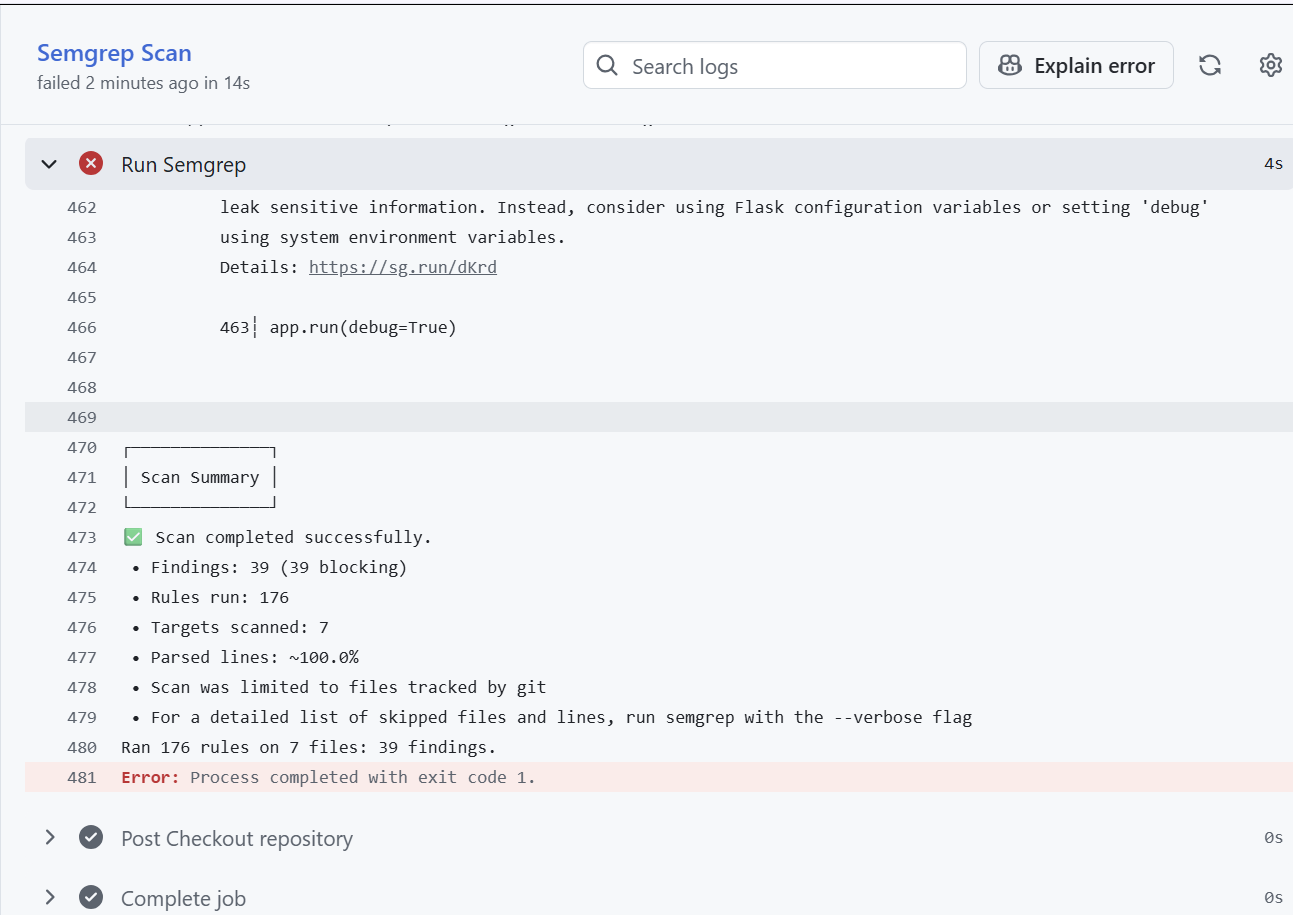 Semgrep Scan
failed 2 minutes ago in 14s
Search logs
Explain error
Run Semgrep 4s
462 leak sensitive information. Instead, consider using Flask configuration variables or setting 'debug'
463 using system environment variables.
464 Details: https://sg.run/dKrd
465
466 463┆ app.run(debug=True)
467
468
469
470
471 Scan Summary
472
473 ✅ Scan completed successfully.
474 • Findings: 39 (39 blocking)
475 • Rules run: 176
476 • Targets scanned: 7
477 • Parsed lines: ~100.0%
478 • Scan was limited to files tracked by git
479 • For a detailed list of skipped files and lines, run semgrep with the --verbose flag
480 Ran 176 rules on 7 files: 39 findings.
481 Error: Process completed with exit code 1.
Post Checkout repository 0s
Complete job 0s